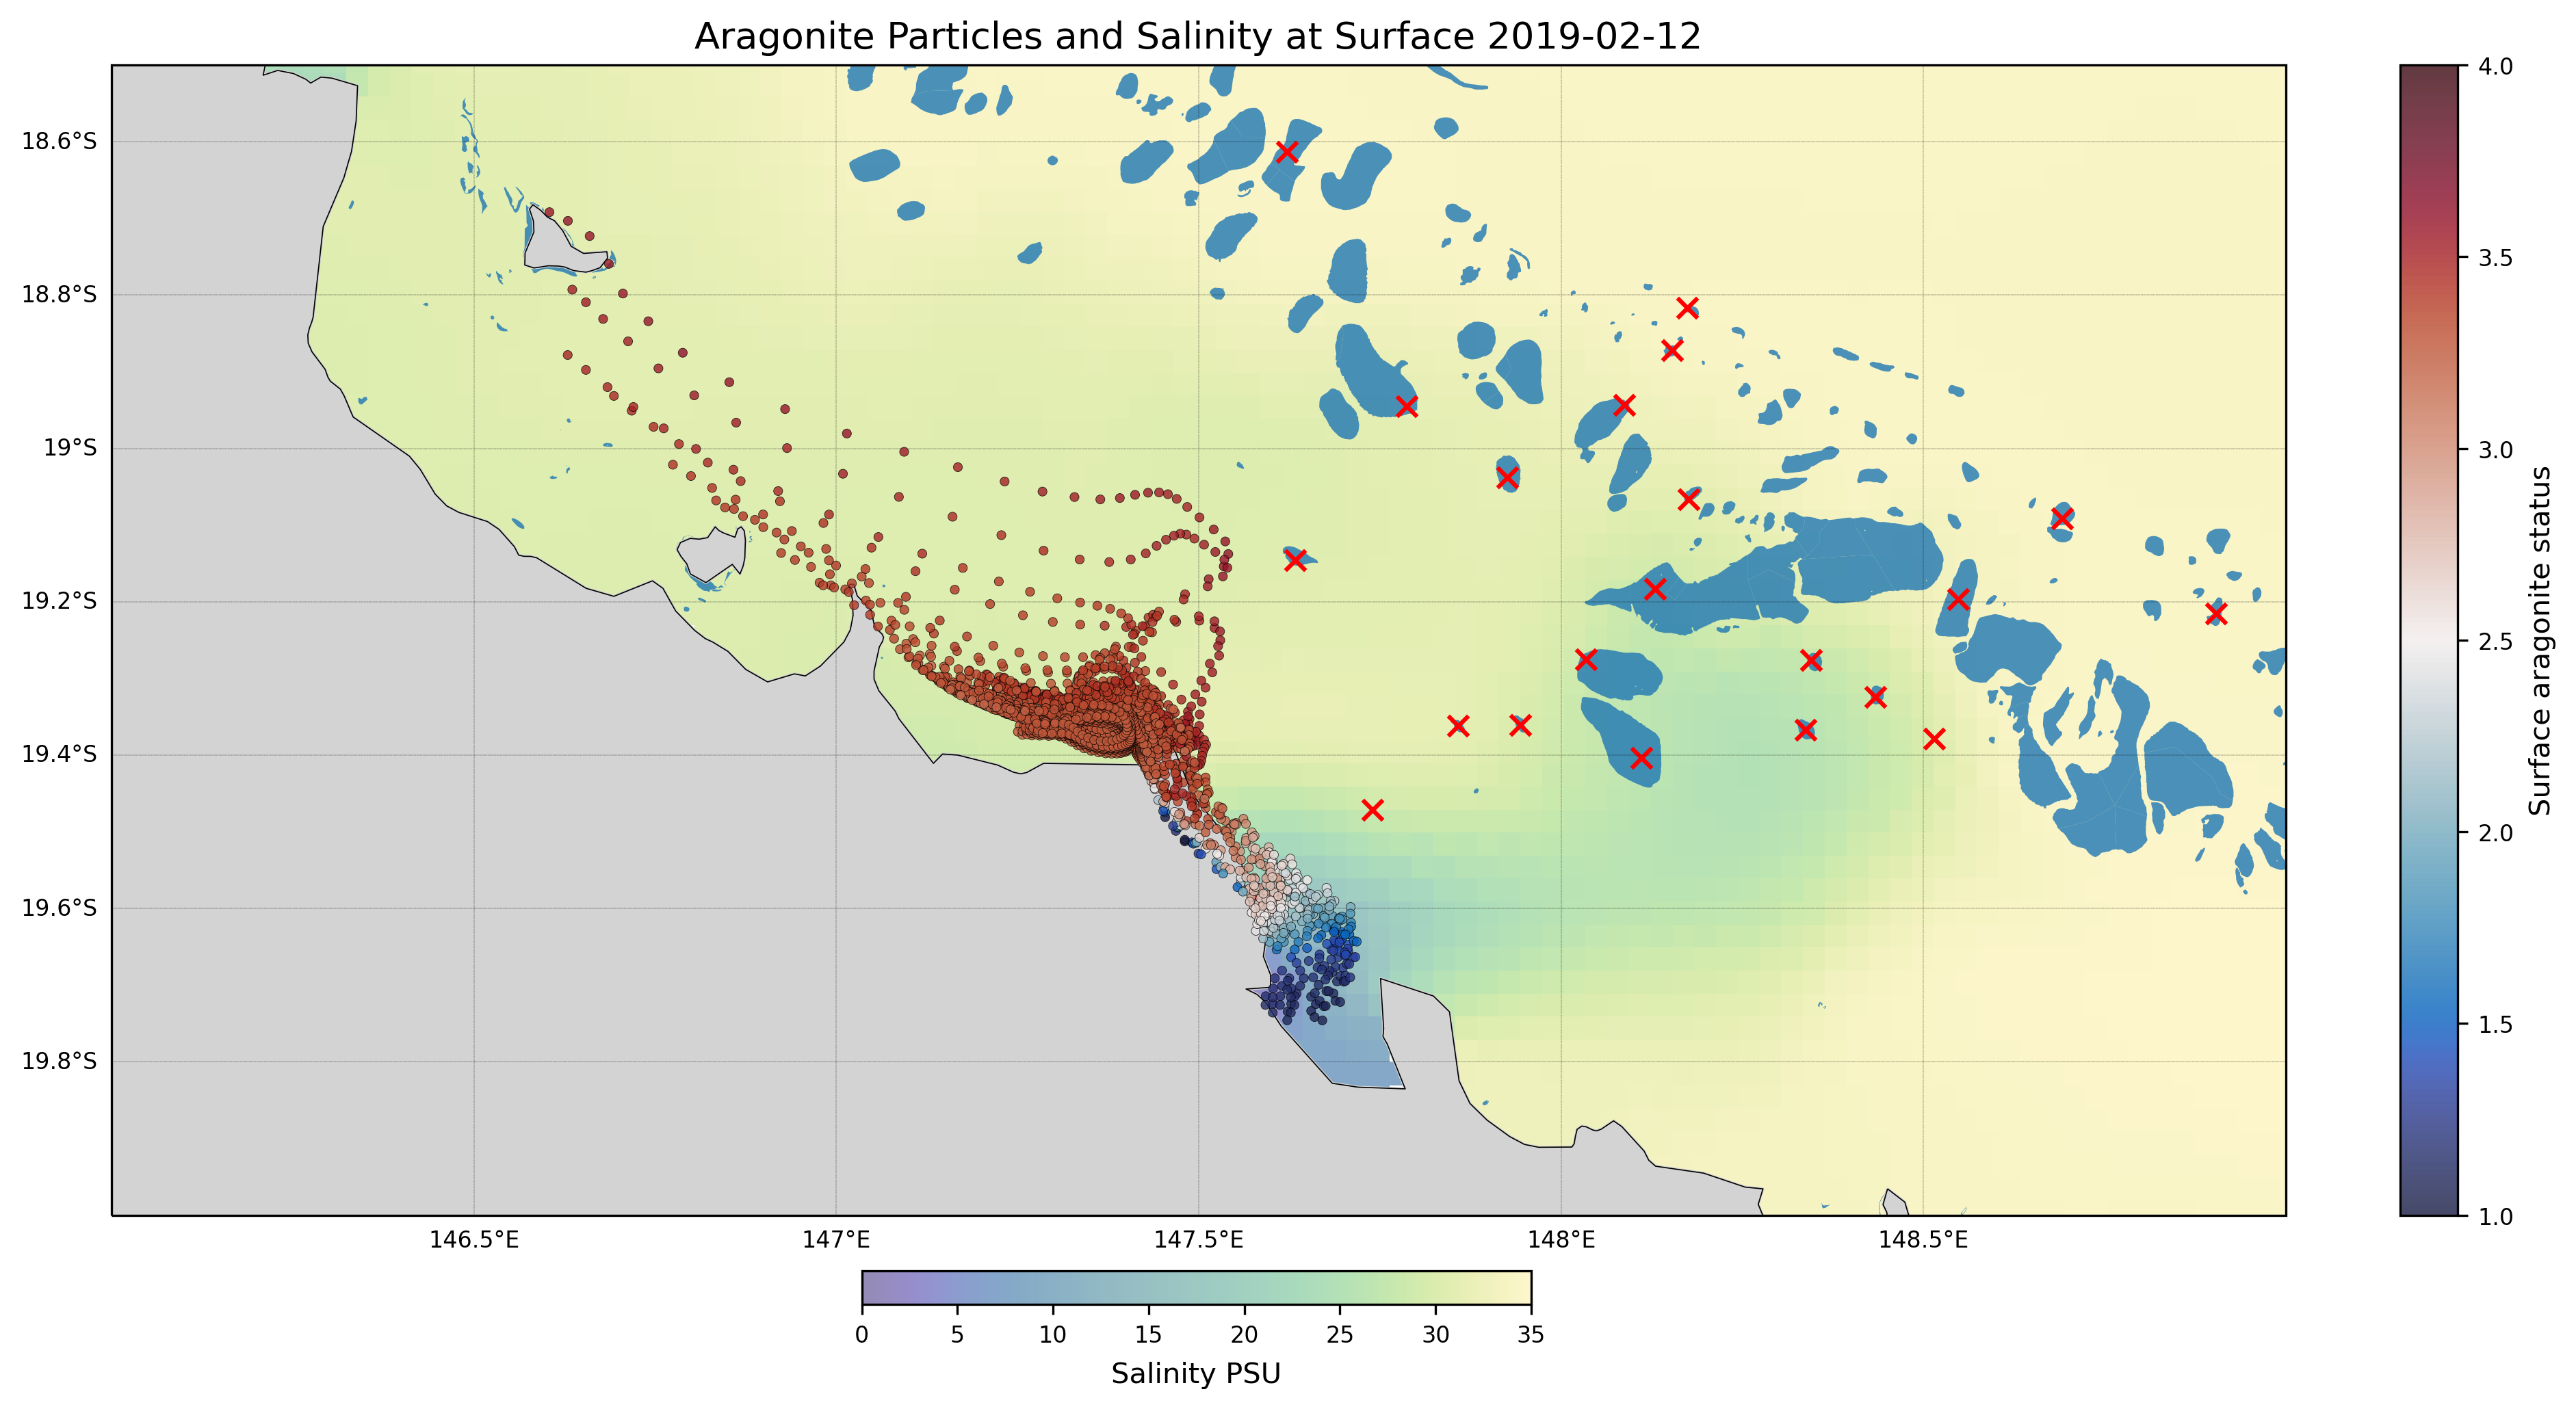 Aragonite Particles and Salinity at Surface 2019-02-12
18.6°S
18.8°S
19°S
19.2°S
19.4°S
19.6°S
19.8°S
146.5°E
147°E
147.5°E
148°E
148.5°E
4.0
3.5
3.0
2.5
2.0
1.5
1.0
Surface aragonite status
0
5
10
15
20
25
30
35
Salinity PSU